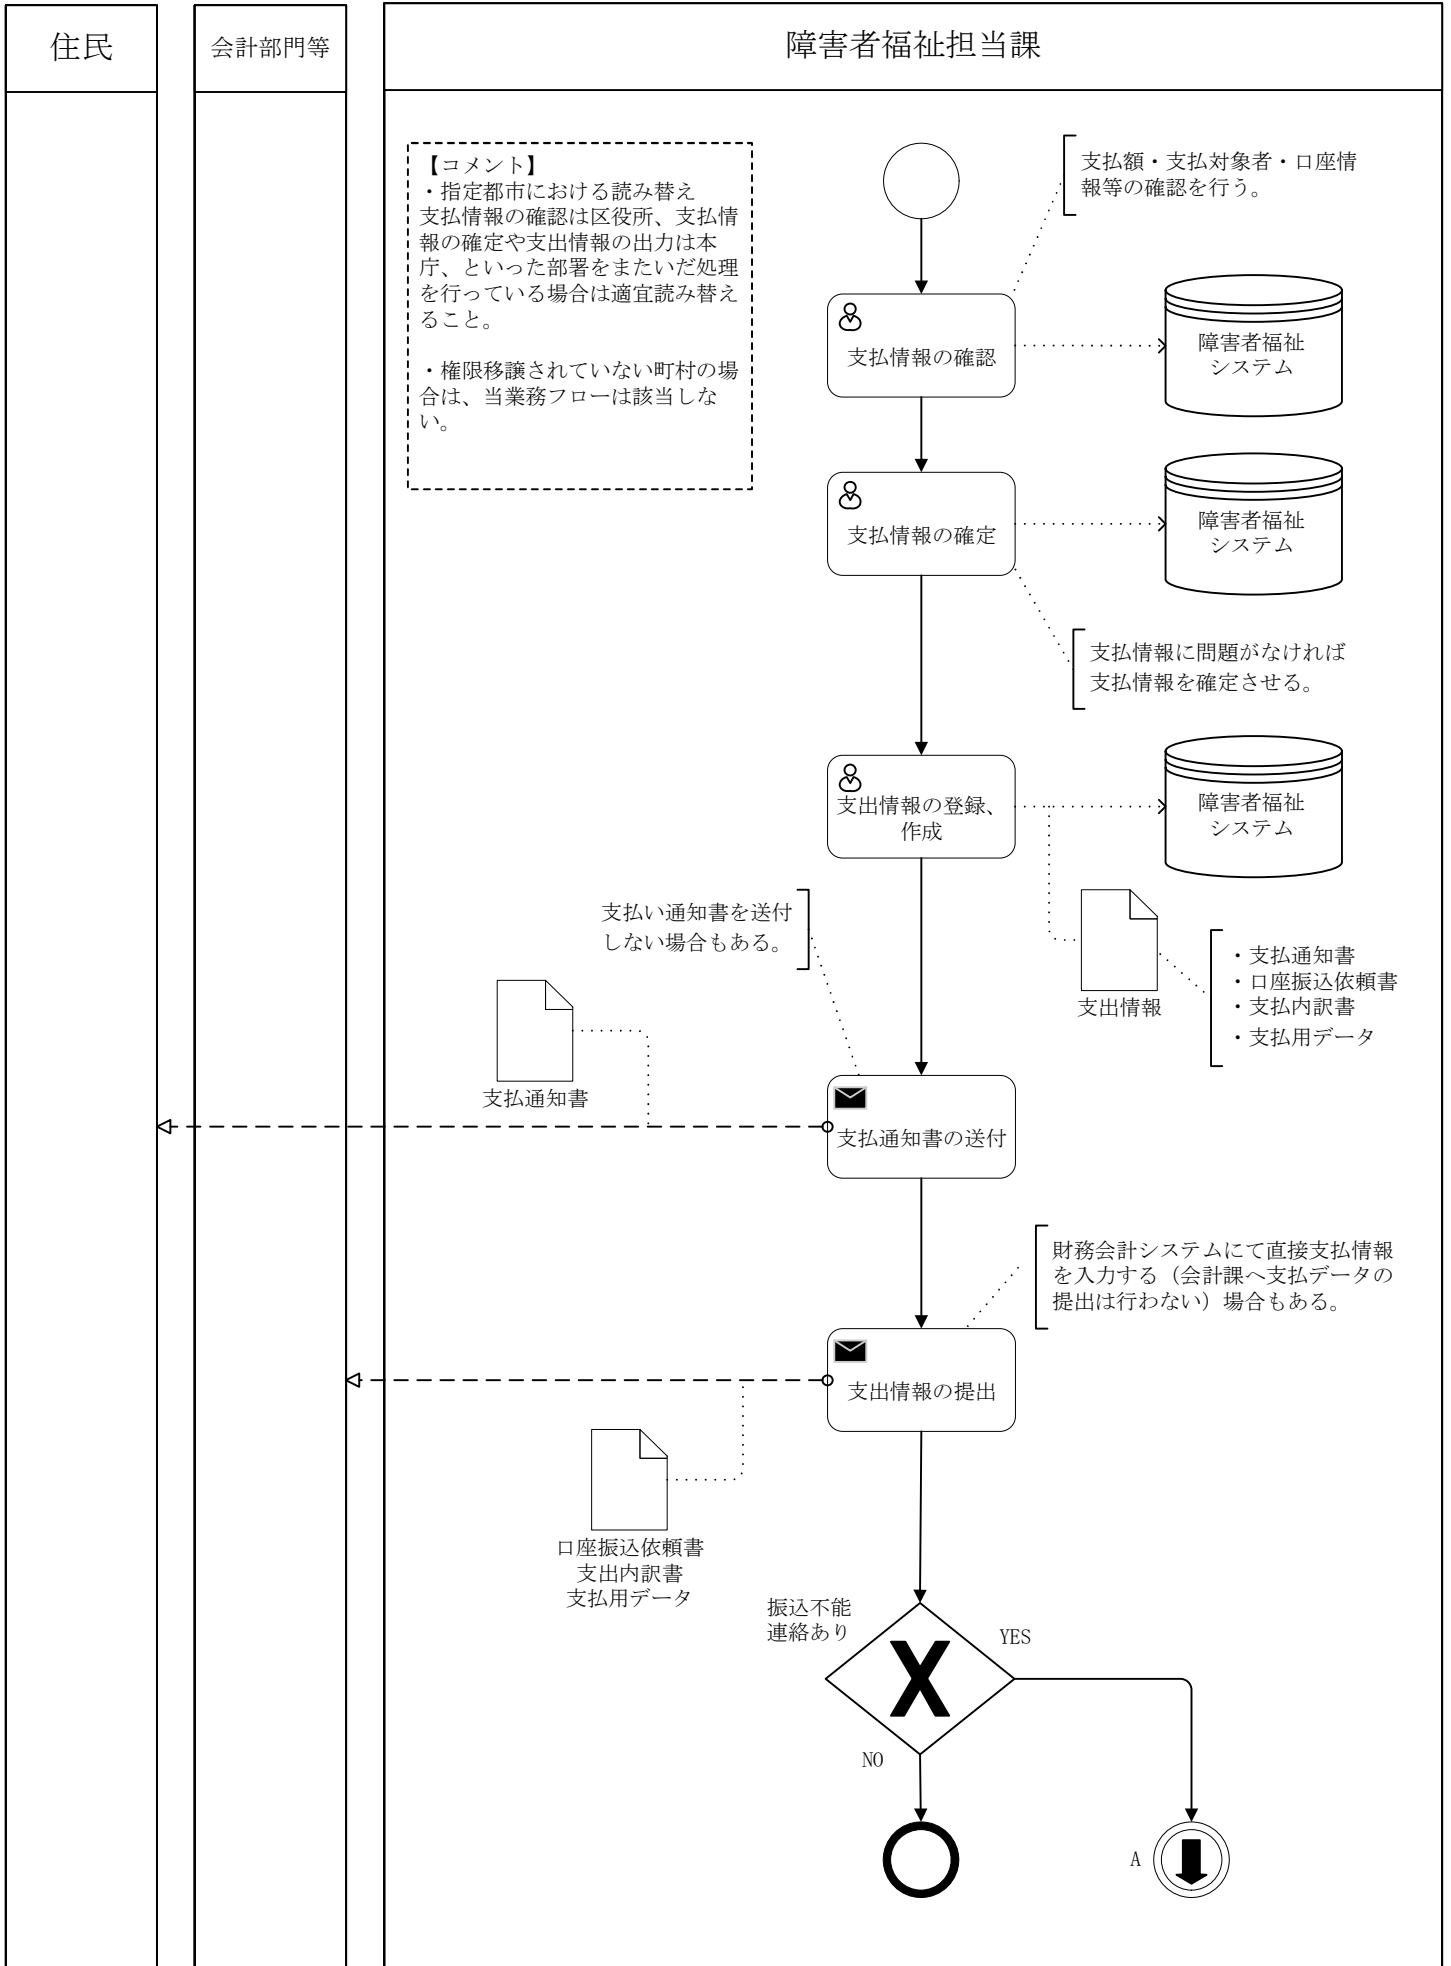 住民
会計部門等
障害者福祉担当課
【コメント】
・指定都市における読み替え
支払情報の確認は区役所、支払情
報の確定や支出情報の出力は本
庁、といった部署をまたいだ処理
を行っている場合は適宜読み替え
ること。
・権限移譲されていない町村の場
合は、当業務フローは該当しな
い。
支払額・支払対象者・口座情
報等の確認を行う。
支払情報の確認
障害者福祉
システム
支払情報の確定
障害者福祉
システム
支払情報に問題がなければ
支払情報を確定させる。
支出情報の登録、
作成
障害者福祉
システム
支払い通知書を送付
しない場合もある。
支出情報
・支払通知書
・口座振込依頼書
・支払内訳書
・支払用データ
支払通知書
支払通知書の送付
財務会計システムにて直接支払情報
を入力する（会計課へ支払データの
提出は行わない）場合もある。
支出情報の提出
口座振込依頼書
支出内訳書
支払用データ
振込不能
連絡あり
YES
NO
A